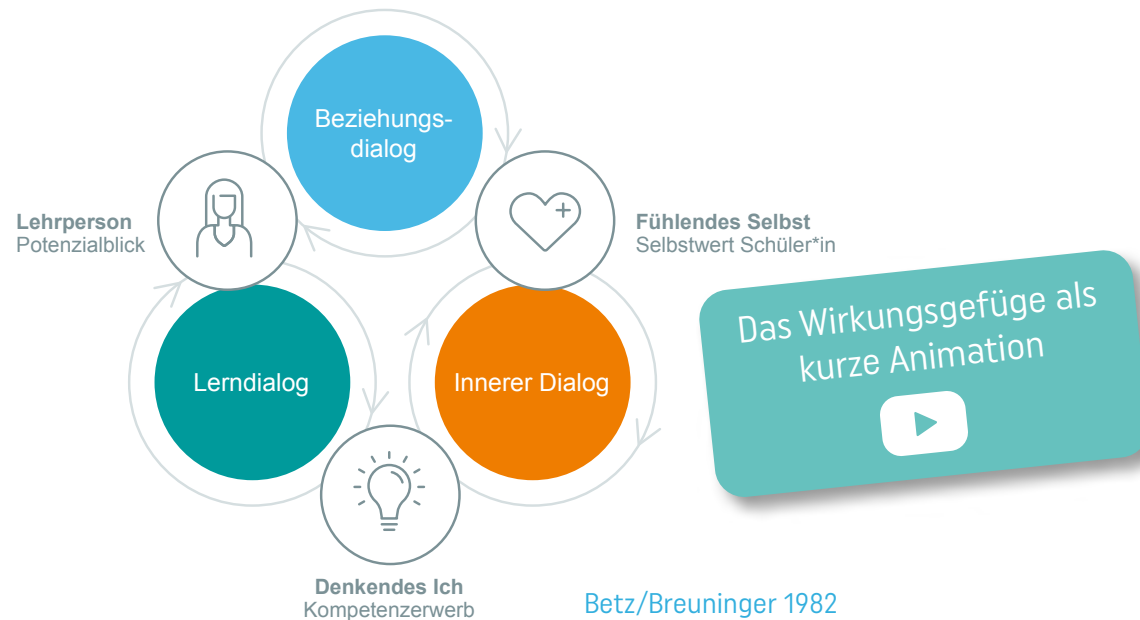 Beziehungs-
dialog
Lehrperson
Potenzialblick
Fühlendes Selbst
Selbstwert Schüler*in
Das Wirkungsgefüge als
kurze Animation
Lerndialog
Innerer Dialog
Denkendes Ich
Kompetenzerwerb
Betz/Breuninger 1982